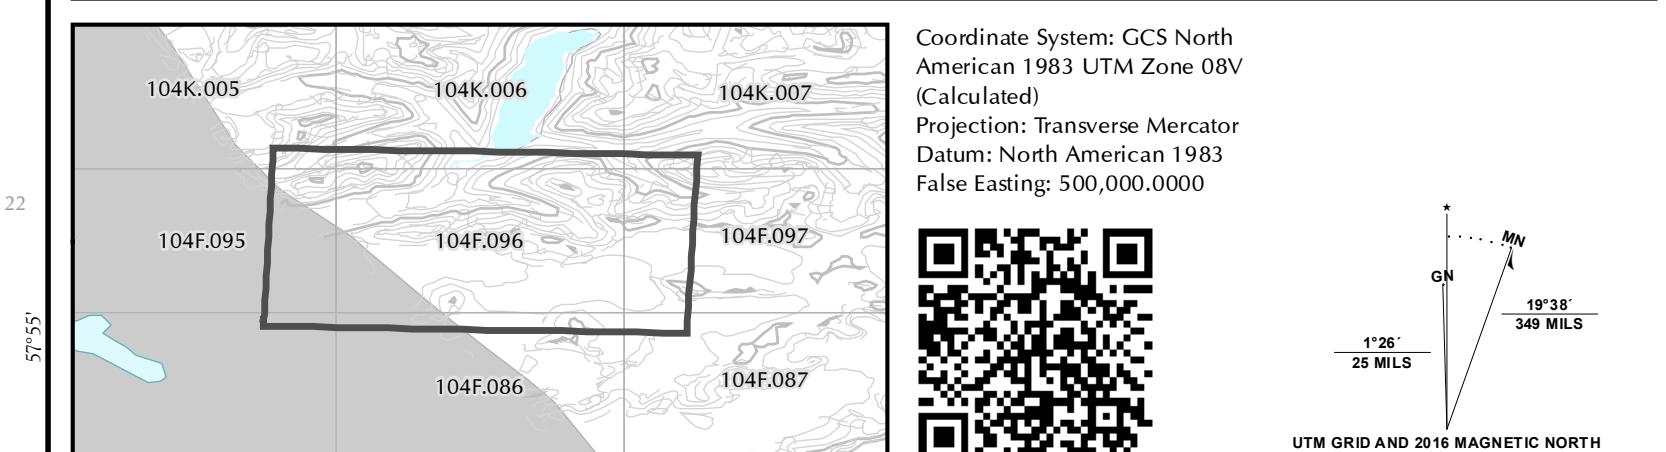 22
57°55'
104K.005
104K.006
104K.007
104F.095
104F.096
104F.097
104F.086
104F.087
Coordinate System: GCS North
American 1983 UTM Zone 08V
(Calculated)
Projection: Transverse Mercator
Datum: North American 1983
False Easting: 500,000.0000
MN
GN
19°38´
349 MILS
1°26´
25 MILS
UTM GRID AND 2016 MAGNETIC NORTH